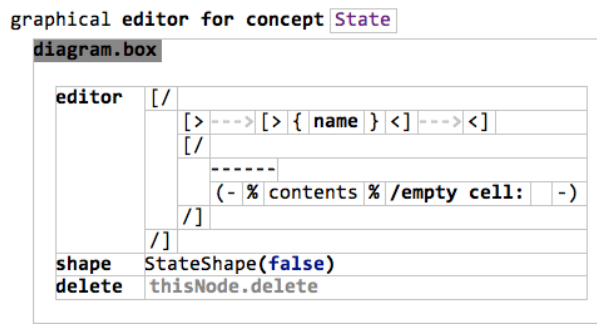 graphical editor for concept State
diagram.box
editor [/
[> ---> [> { name } <] ---> <]
[/
------
(- % contents % /empty cell: -)
/]
/]
shape StateShape(false)
delete thisNode.delete